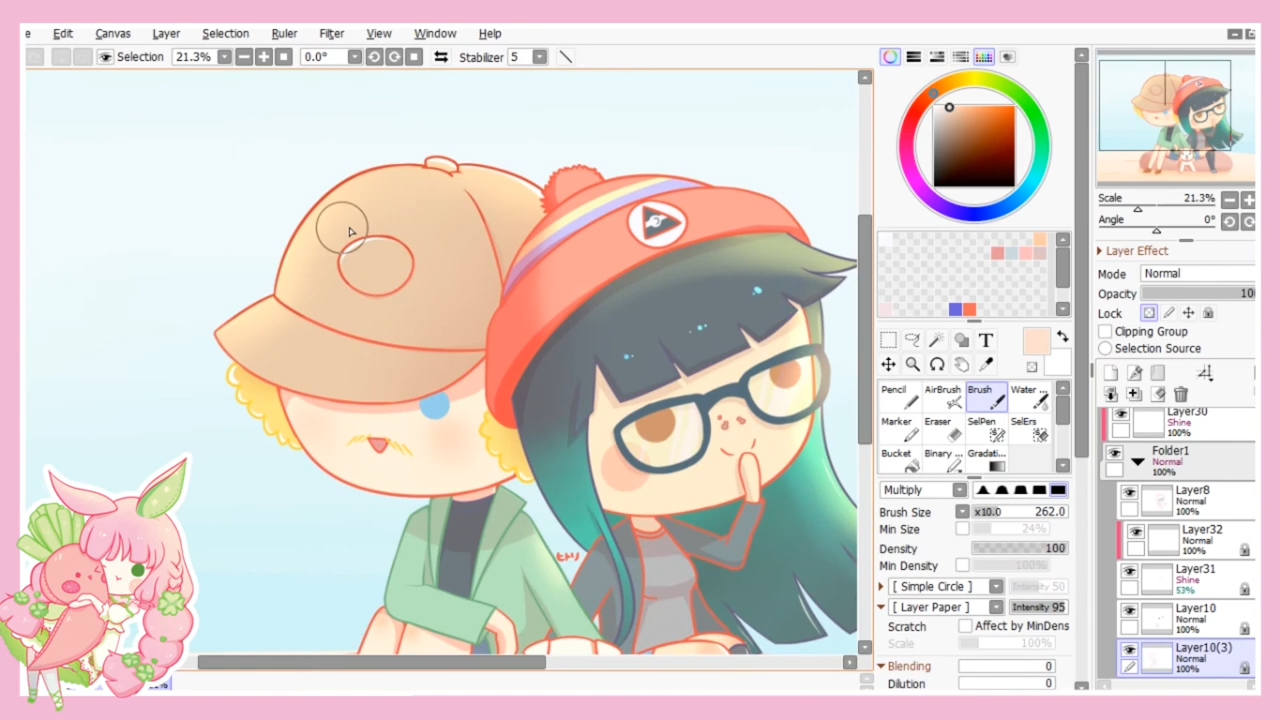 e Edit Canvas Layer Selection Ruler Filter View Window Help
Selection 21.3% 0.0° Stabilizer 5
Scale 21.3%
Angle 0°
Layer Effect
Mode Normal
Opacity 10
Lock
Clipping Group
Selection Source
Pencil AirBrush Brush Water ...
Marker Eraser SelPen SelErs
Bucket Binary ... Gradati...
Multiply
Brush Size x10.0 262.0
Min Size 24%
Density 100
Min Density 100%
[ Simple Circle ] Intensity 50
[ Layer Paper ] Intensity 95
Scratch Affect by MinDens
Scale 100%
Blending 0
Dilution 0
Layer30
Shine
100%
Folder1
Normal
100%
Layer8
Normal
100%
Layer32
Normal
100%
Layer31
Shine
53%
Layer10
Normal
100%
Layer10(3)
Normal
100%